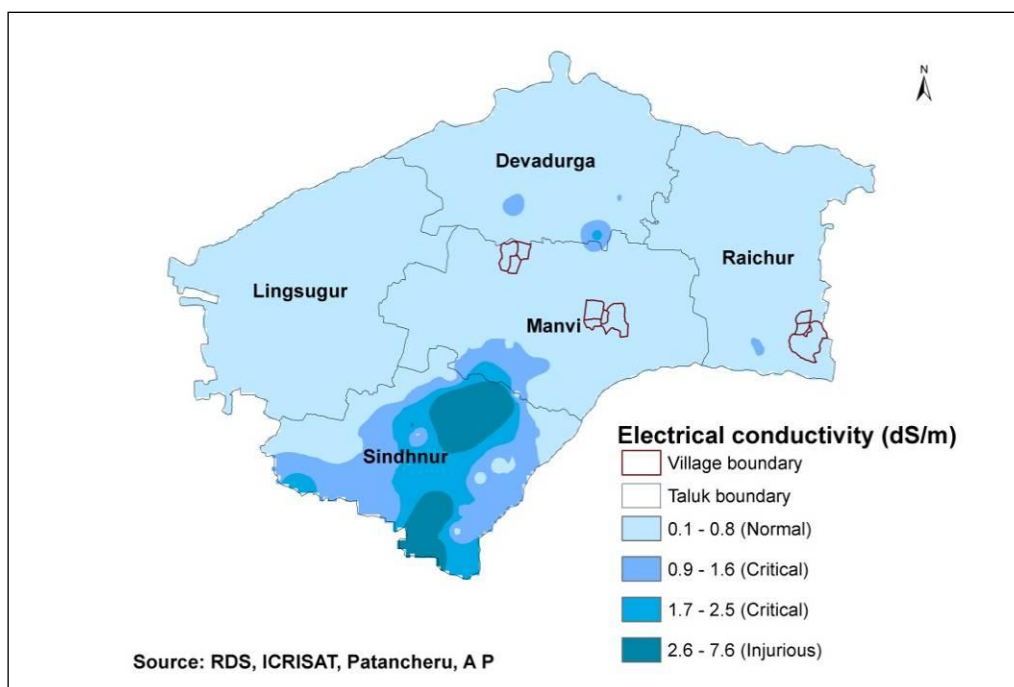 N
Devadurga
Raichur
Lingsugur
Manvi
Sindhnur
Electrical conductivity (dS/m)
Village boundary
Taluk boundary
0.1 - 0.8 (Normal)
0.9 - 1.6 (Critical)
1.7 - 2.5 (Critical)
2.6 - 7.6 (Injurious)
Source: RDS, ICRISAT, Patancheru, A P